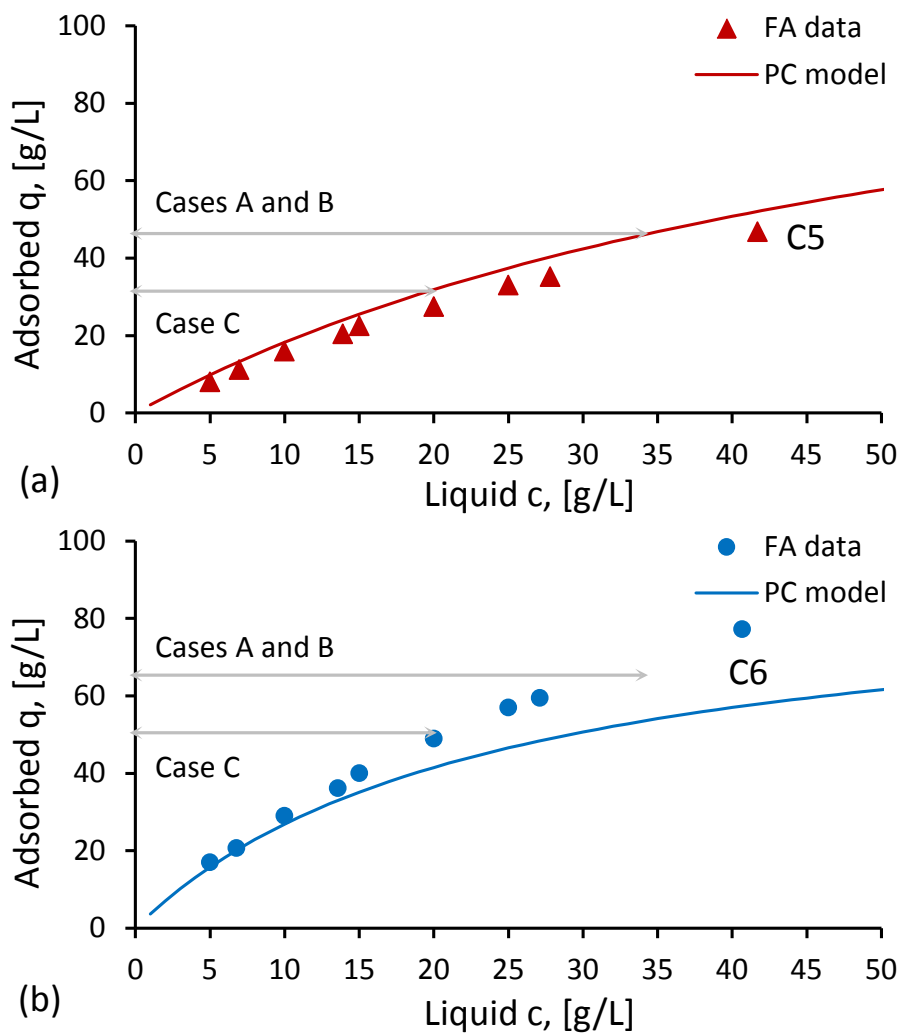 100
80
60
40
20
0
Adsorbed q, [g/L]
FA data
PC model
Cases A and B
C5
Case C
0 5 10 15 20 25 30 35 40 45 50
(a)
Liquid c, [g/L]
100
80
60
40
20
0
Adsorbed q, [g/L]
FA data
PC model
Cases A and B
C6
Case C
0 5 10 15 20 25 30 35 40 45 50
(b)
Liquid c, [g/L]